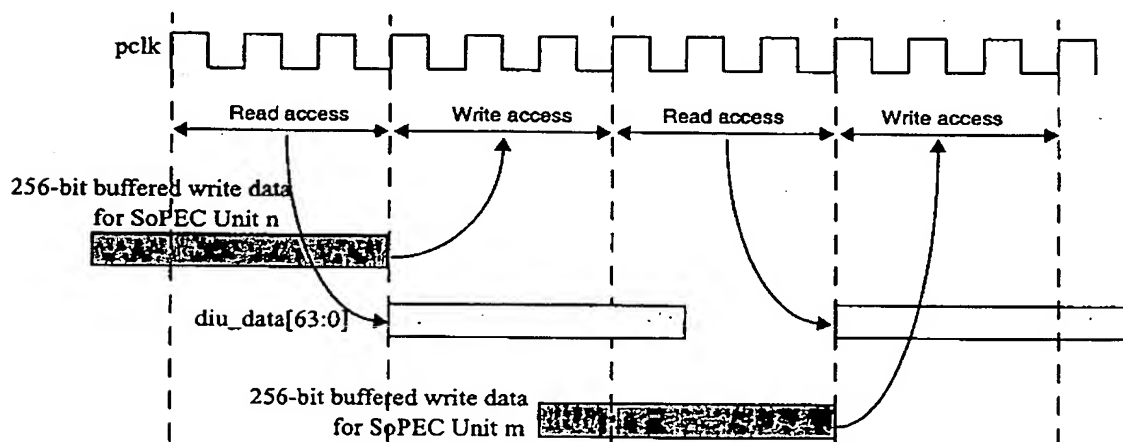 pclk
Read access
Write access
Read access
Write access
256-bit buffered write data
for SoPEC Unit n
diu_data[63:0]
256-bit buffered write data
for SoPEC Unit m